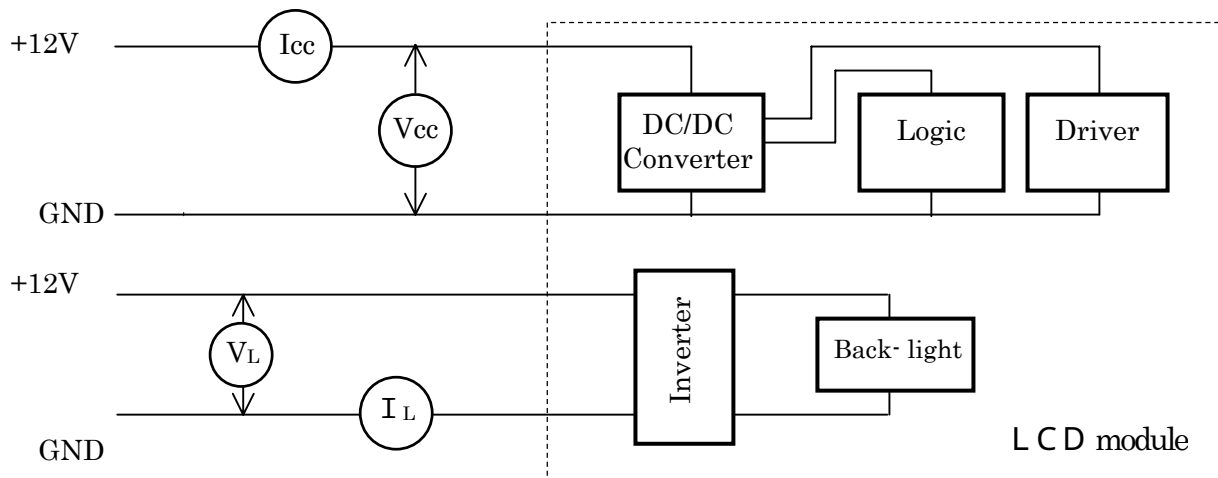 +12V
Icc
Vcc
DC/DC
Converter
Logic
Driver
GND
+12V
VL
IL
Inverter
Back- light
GND
LCD module